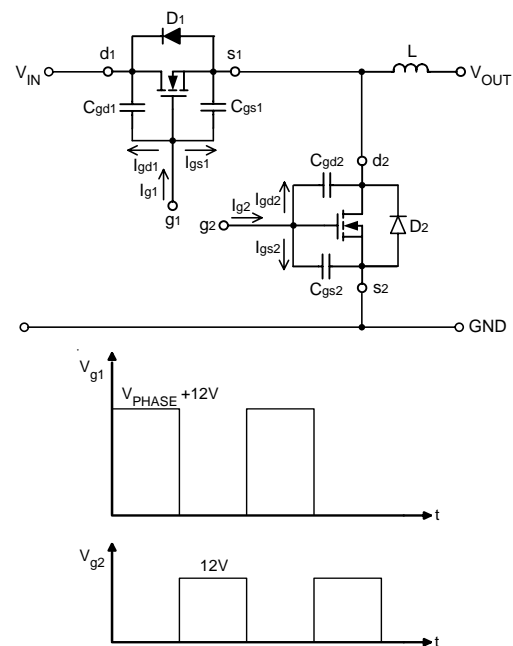 D1
d1 s1 L
VIN VOUT
Cgd1 Cgs1
Igd1 Igs1
Ig1
g1
Cgd2 d2
Ig2 Igd2
g2 D2
Igs2
Cgs2 s2
GND
Vg1
VPHASE +12V
t
Vg2 12V
t